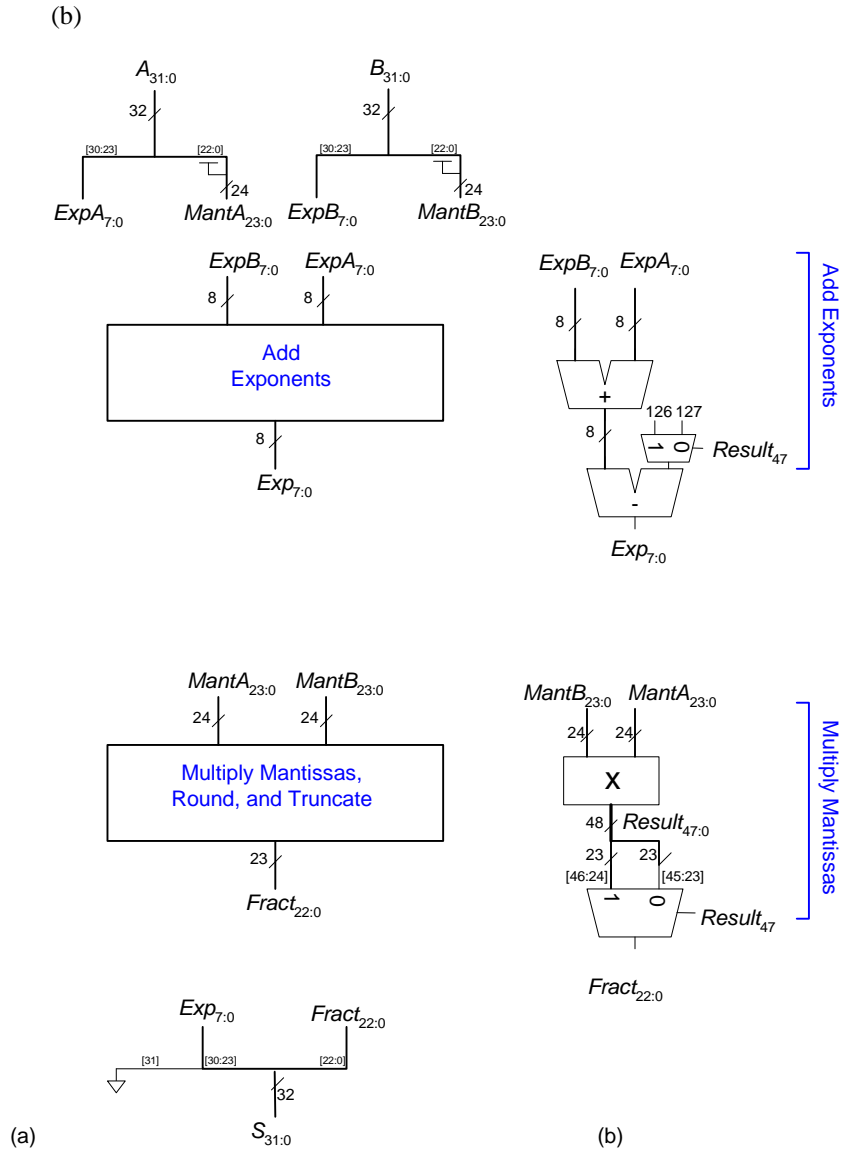 (b)
A31:0 B31:0
32 32
[30:23] [22:0] [30:23] [22:0]
24 24
ExpA7:0 MantA23:0 ExpB7:0 MantB23:0
ExpB7:0 ExpA7:0
8 8
Add
Exponents
8
Exp7:0
ExpB7:0 ExpA7:0
8 8
+
126 127
8
1 0
Result47
-
Exp7:0
Add Exponents
MantA23:0 MantB23:0
24 24
Multiply Mantissas,
Round, and Truncate
23
Fract22:0
MantB23:0 MantA23:0
24 24
X
48 Result47:0
23 23
[46:24] [45:23]
1 0
Result47
Fract22:0
Multiply Mantissas
Exp7:0 Fract22:0
[31] [30:23] [22:0]
32
S31:0
(a) (b)